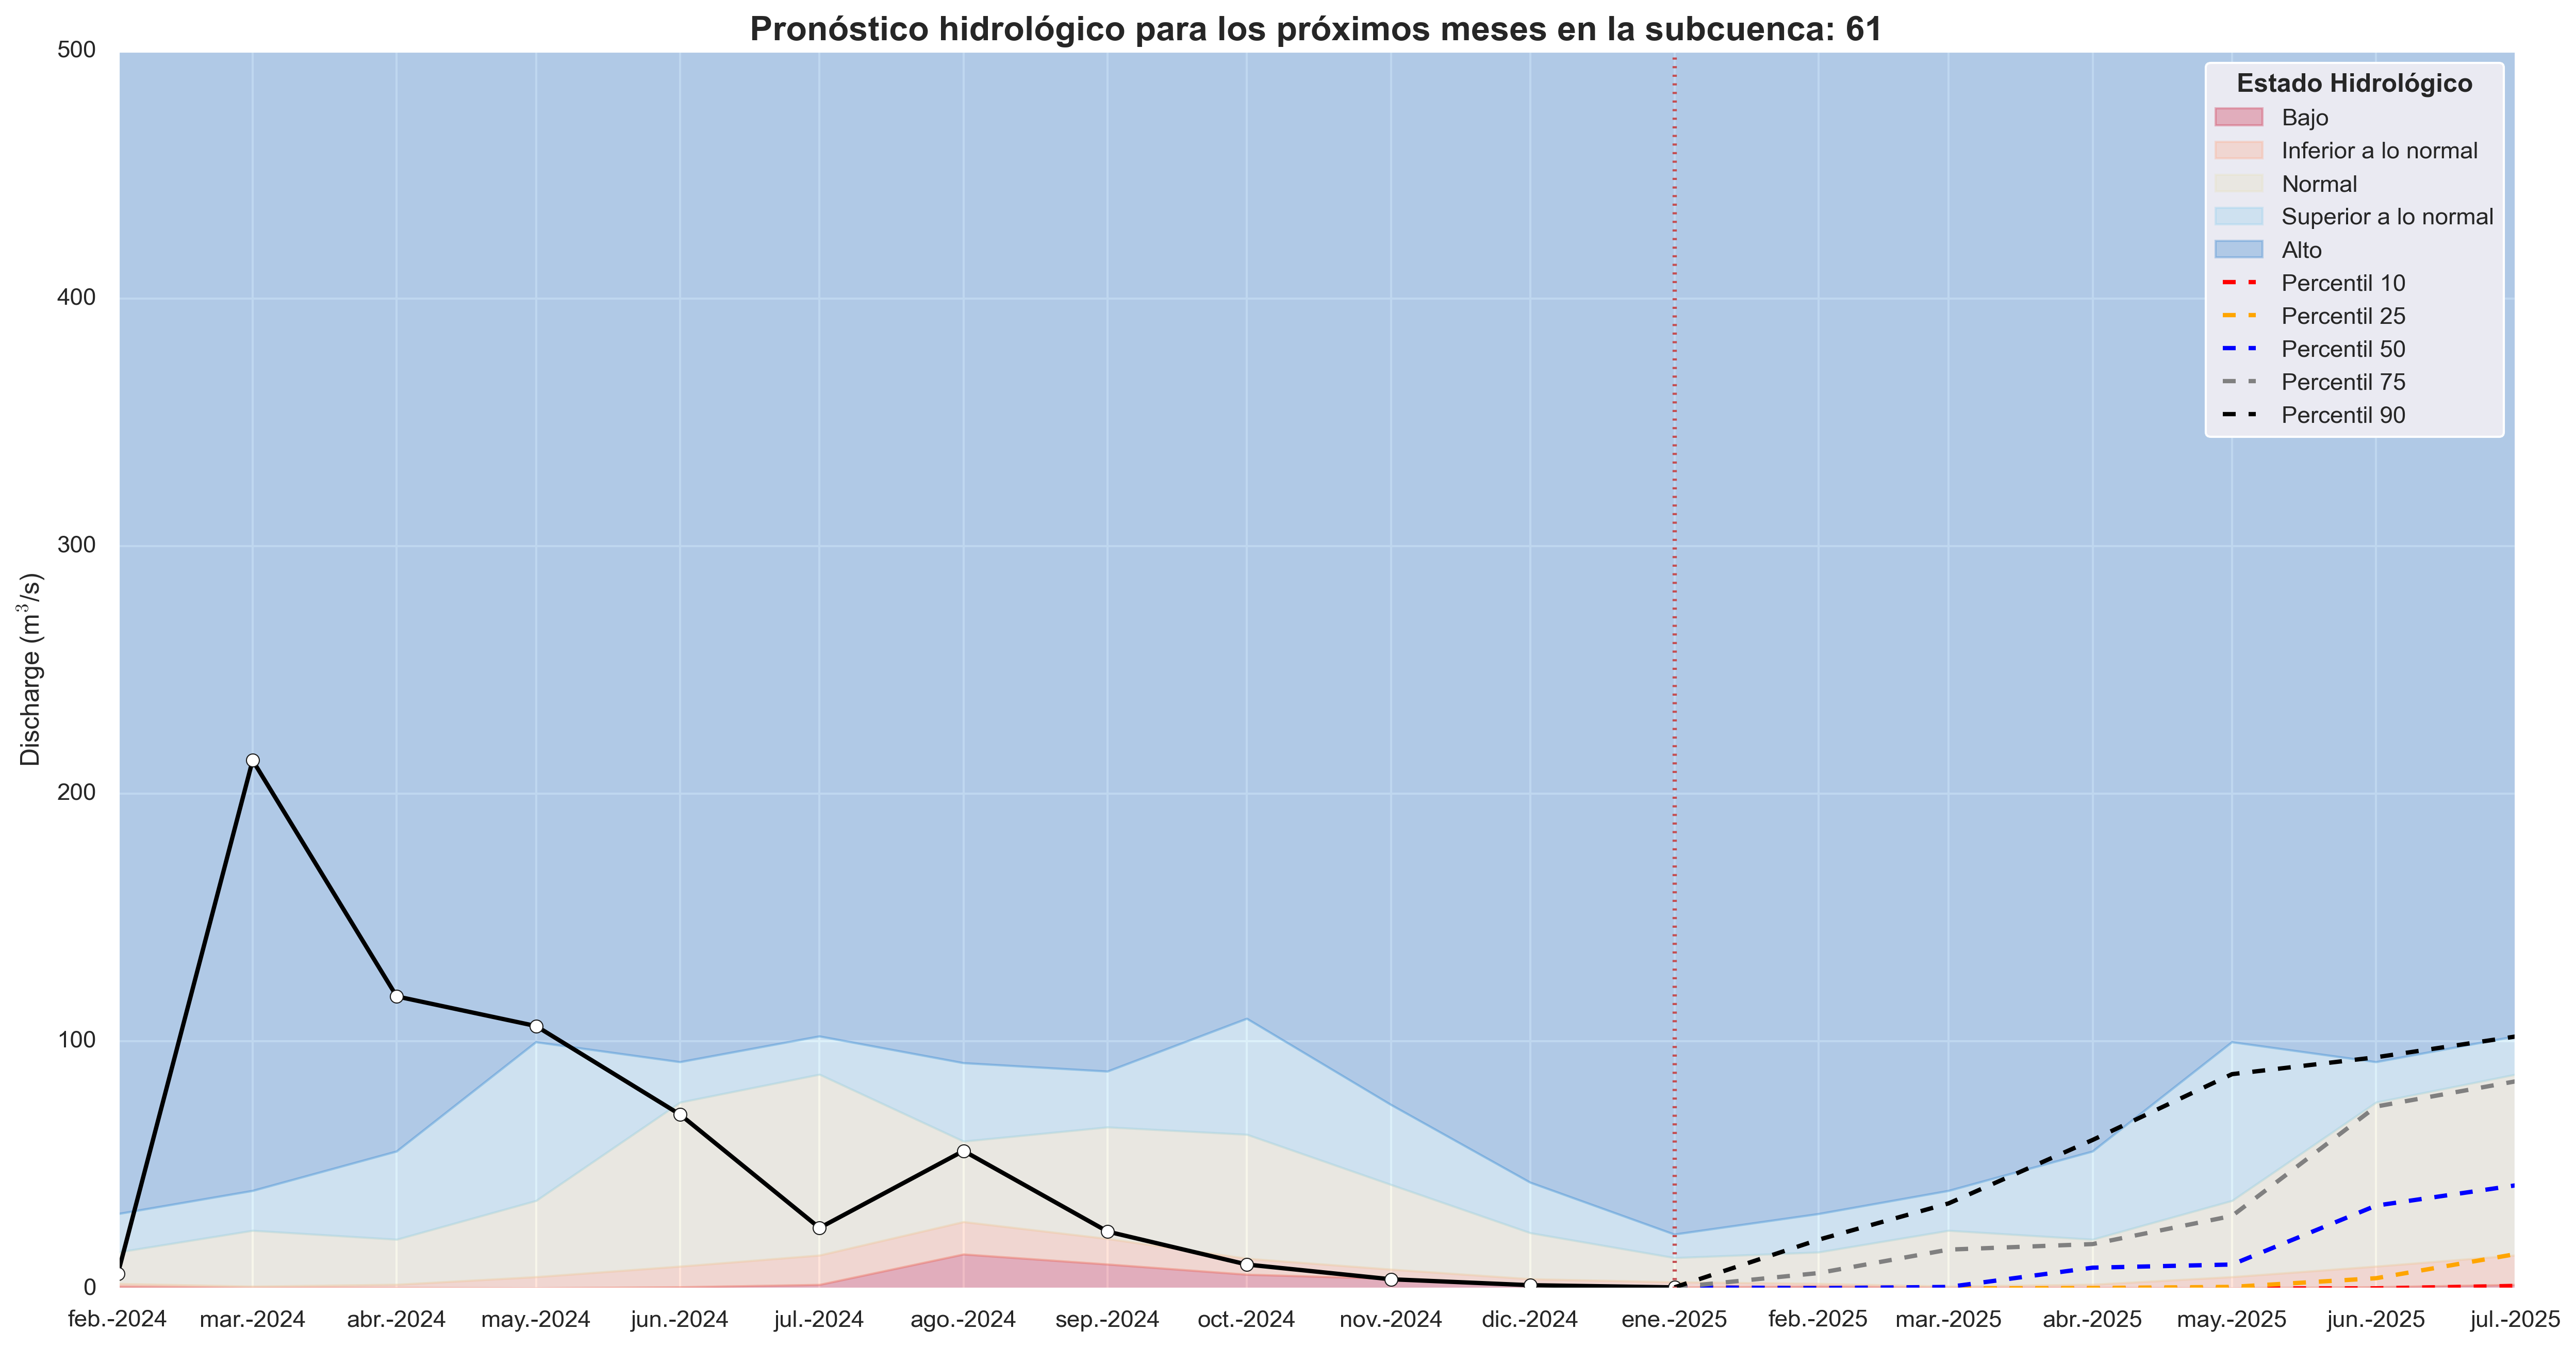 Pronóstico hidrológico para los próximos meses en la subcuenca: 61
500
400
300
200
100
0
Discharge (m³/s)
Estado Hidrológico
Bajo
Inferior a lo normal
Normal
Superior a lo normal
Alto
Percentil 10
Percentil 25
Percentil 50
Percentil 75
Percentil 90
feb.-2024 mar.-2024 abr.-2024 may.-2024 jun.-2024 jul.-2024 ago.-2024 sep.-2024 oct.-2024 nov.-2024 dic.-2024 ene.-2025 feb.-2025 mar.-2025 abr.-2025 may.-2025 jun.-2025 jul.-2025